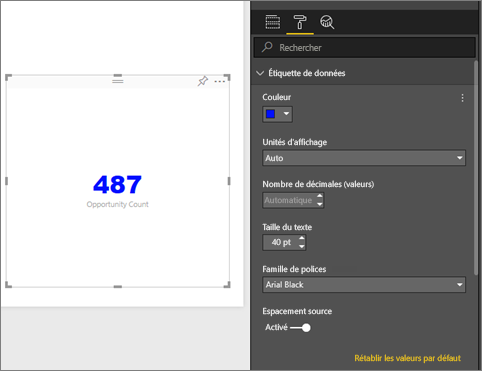 487
Opportunity Count
Rechercher
Étiquette de données
Couleur
Unités d'affichage
Auto
Nombre de décimales (valeurs)
Automatique
Taille du texte
40 pt
Famille de polices
Arial Black
Espacement source
Activé
Rétablir les valeurs par défaut